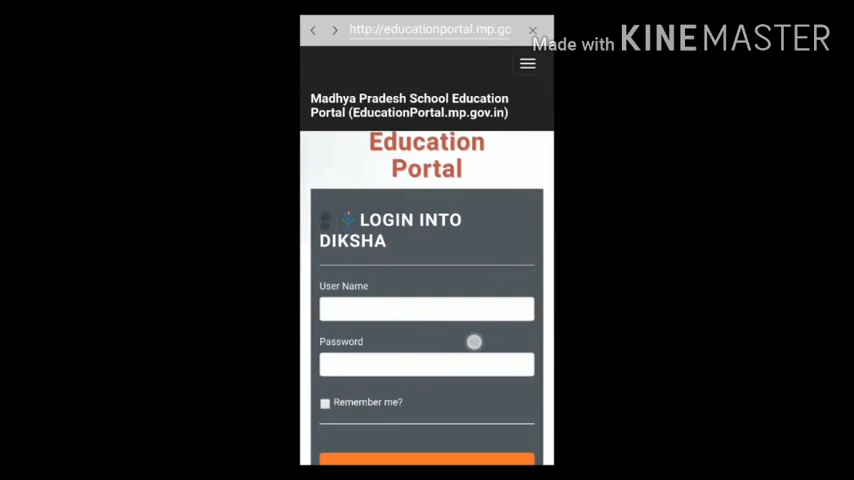 http://educationportal.mp.gc
Made with KINEMASTER
Madhya Pradesh School Education
Portal (EducationPortal.mp.gov.in)
Education
Portal
LOGIN INTO
DIKSHA
User Name
Password
Remember me?